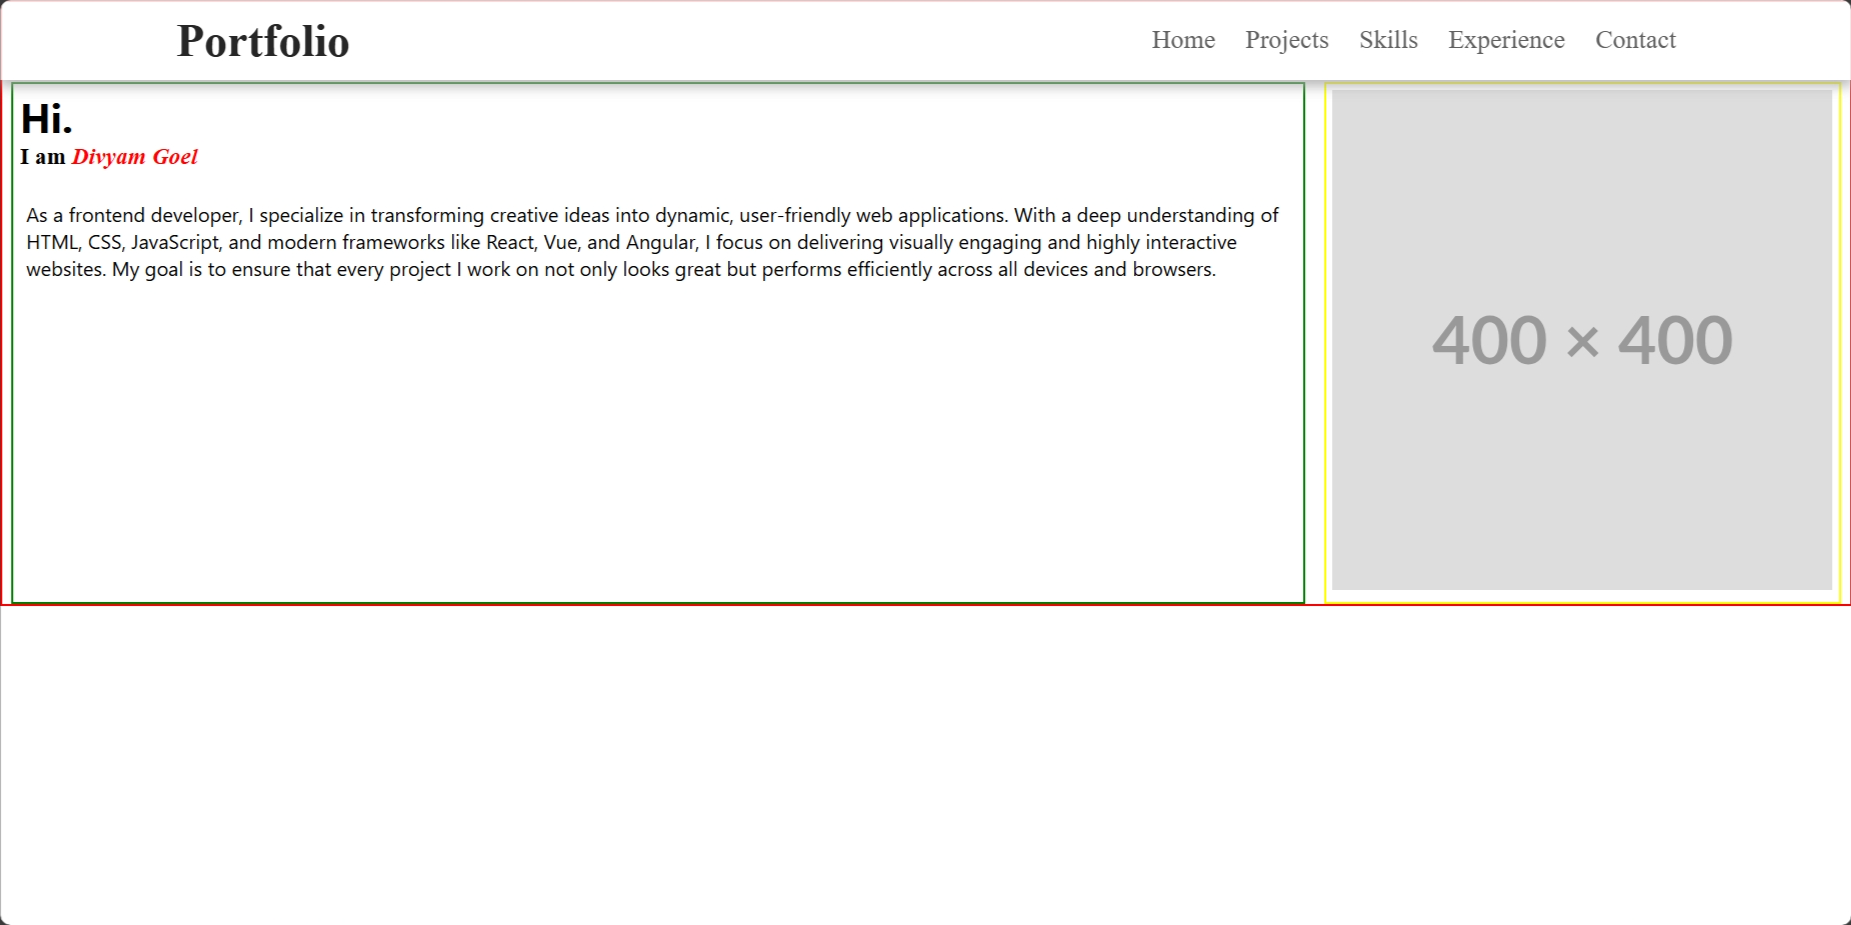 Portfolio
Home Projects Skills Experience Contact
Hi.
I am Divyam Goel
As a frontend developer, I specialize in transforming creative ideas into dynamic, user-friendly web applications. With a deep understanding of
HTML, CSS, JavaScript, and modern frameworks like React, Vue, and Angular, I focus on delivering visually engaging and highly interactive
websites. My goal is to ensure that every project I work on not only looks great but performs efficiently across all devices and browsers.
400 × 400